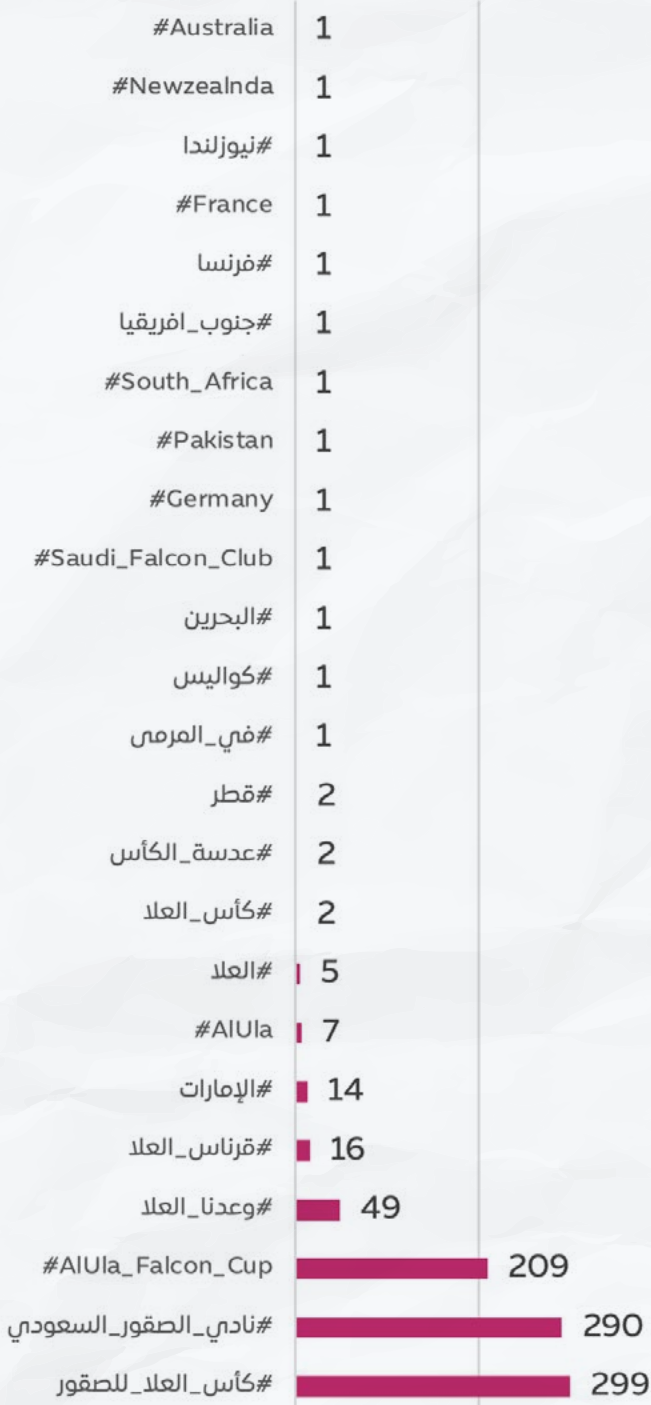 #Australia 1
#Newzealnda 1
#نيوزلندا 1
#France 1
#فرنسا 1
#جنوب_افريقيا 1
#South_Africa 1
#Pakistan 1
#Germany 1
#Saudi_Falcon_Club 1
#البحرين 1
#كواليس 1
#في_المرمى 1
#قطر 2
#عدسة_الكأس 2
#كأس_العلا 2
#العلا 5
#AlUla 7
#الإمارات 14
#قرناس_العلا 16
#وعدنا_العلا 49
#AlUla_Falcon_Cup 209
#نادي_الصقور_السعودي 290
#كأس_العلا_للصقور 299